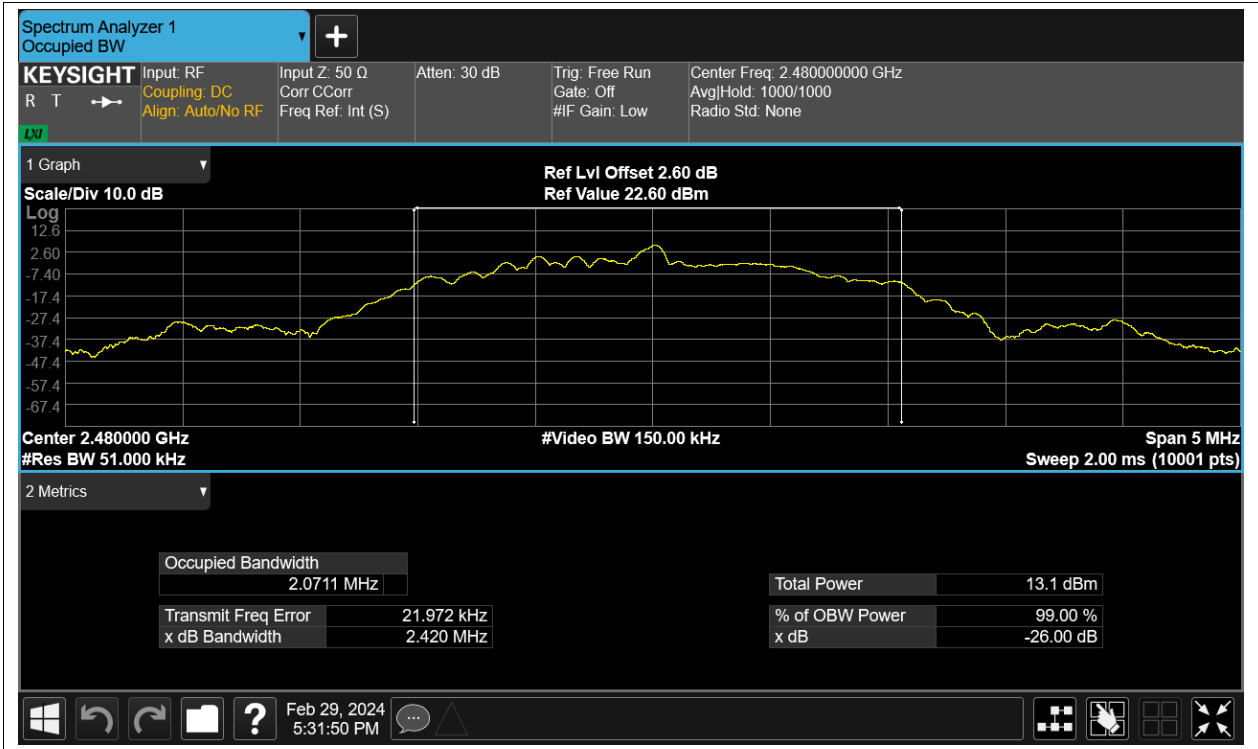 Spectrum Analyzer 1
Occupied BW
KEYSIGHT
R T
LXI
Input: RF
Coupling: DC
Align: Auto/No RF
Input Z: 50 Ω
Corr CCorr
Freq Ref: Int (S)
Atten: 30 dB
Trig: Free Run
Gate: Off
#IF Gain: Low
Center Freq: 2.480000000 GHz
Avg|Hold: 1000/1000
Radio Std: None
1 Graph
Scale/Div 10.0 dB
Ref Lvl Offset 2.60 dB
Ref Value 22.60 dBm
Log
12.6
2.60
-7.40
-17.4
-27.4
-37.4
-47.4
-57.4
-67.4
Center 2.480000 GHz
#Video BW 150.00 kHz
Span 5 MHz
#Res BW 51.000 kHz
Sweep 2.00 ms (10001 pts)
2 Metrics
Occupied Bandwidth
2.0711 MHz
Transmit Freq Error 21.972 kHz
x dB Bandwidth 2.420 MHz
Total Power 13.1 dBm
% of OBW Power 99.00 %
x dB -26.00 dB
Feb 29, 2024
5:31:50 PM